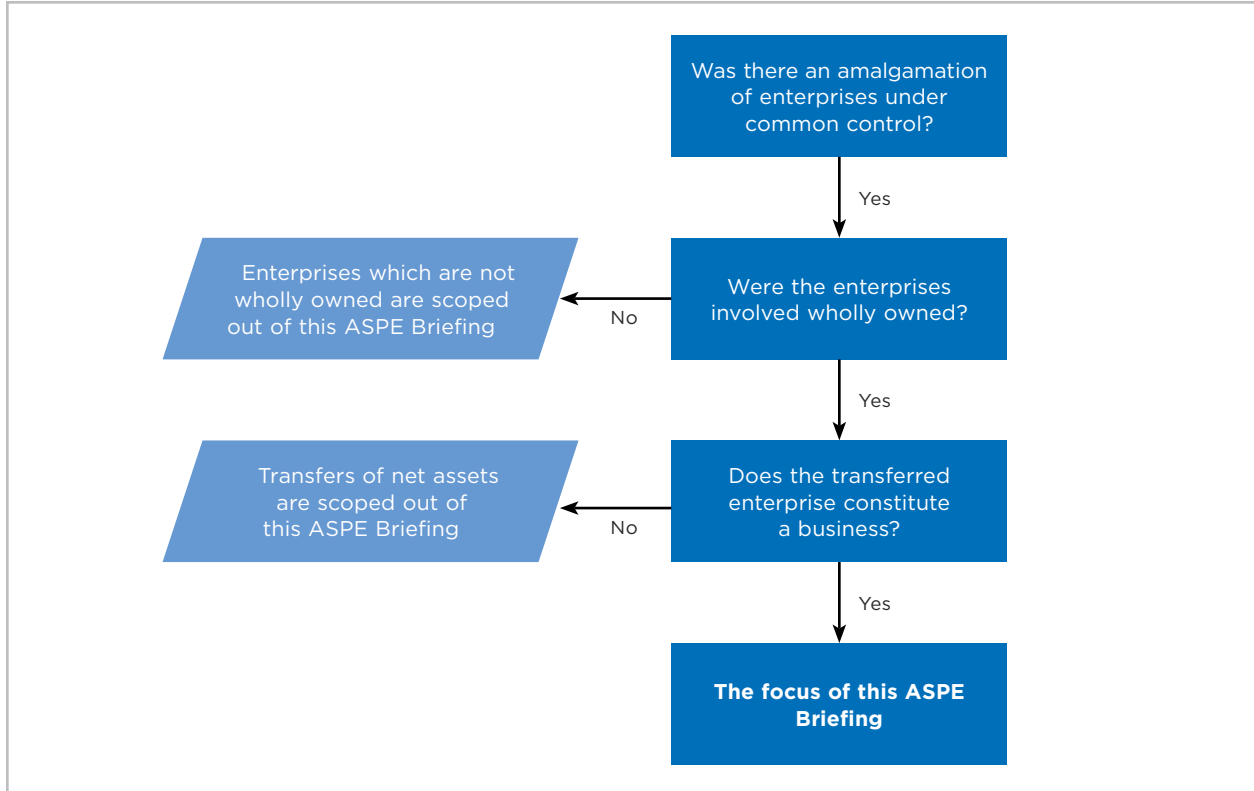 Was there an amalgamation
of enterprises under
common control?
Yes
Enterprises which are not
wholly owned are scoped
out of this ASPE Briefing
No
Were the enterprises
involved wholly owned?
Yes
Transfers of net assets
are scoped out of
this ASPE Briefing
No
Does the transferred
enterprise constitute
a business?
Yes
The focus of this ASPE
Briefing